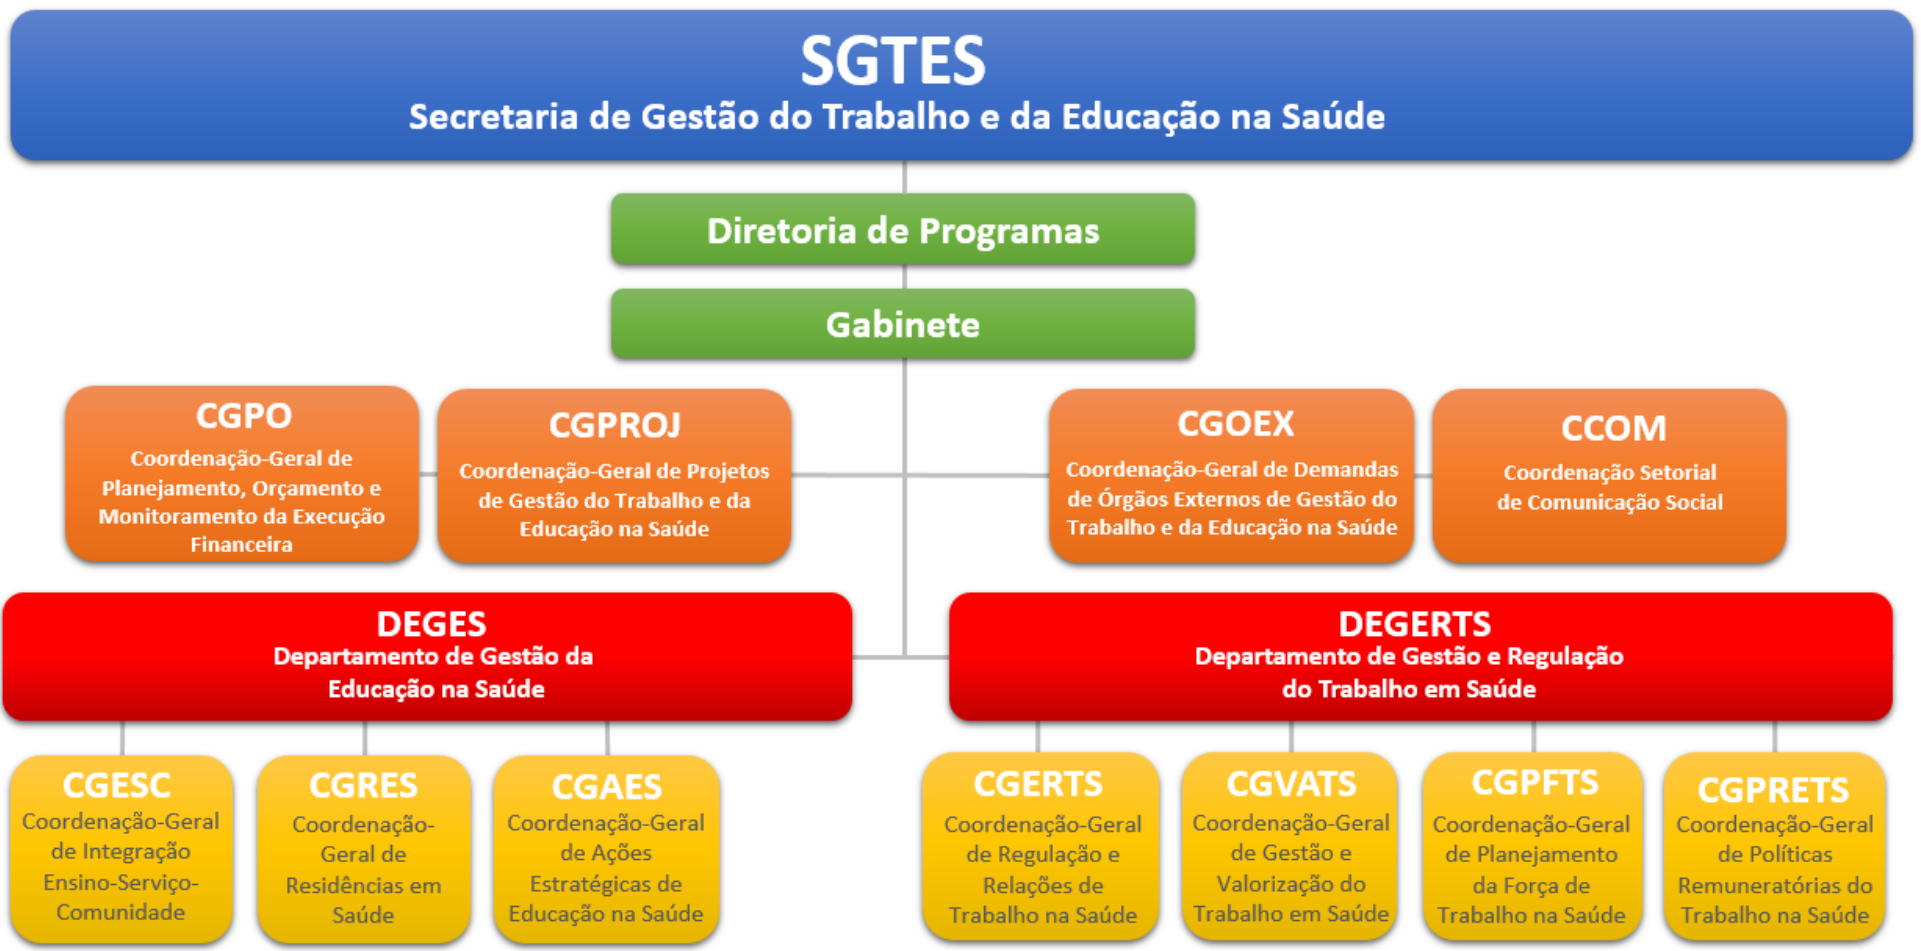 SGTES
Secretaria de Gestão do Trabalho e da Educação na Saúde
Diretoria de Programas
Gabinete
CGPO
Coordenação-Geral de
Planejamento, Orçamento e
Monitoramento da Execução
Financeira
CGPROJ
Coordenação-Geral de Projetos
de Gestão do Trabalho e da
Educação na Saúde
CGOEX
Coordenação-Geral de Demandas
de Órgãos Externos de Gestão do
Trabalho e da Educação na Saúde
CCOM
Coordenação Setorial
de Comunicação Social
DEGES
Departamento de Gestão da
Educação na Saúde
DEGERTS
Departamento de Gestão e Regulação
do Trabalho em Saúde
CGESC
Coordenação-Geral
de Integração
Ensino-Serviço-
Comunidade
CGRES
Coordenação-
Geral de
Residências em
Saúde
CGAES
Coordenação-Geral
de Ações
Estratégicas de
Educação na Saúde
CGERTS
Coordenação-Geral
de Regulação e
Relações de
Trabalho na Saúde
CGVATS
Coordenação-Geral
de Gestão e
Valorização do
Trabalho em Saúde
CGPFTS
Coordenação-Geral
de Planejamento
da Força de
Trabalho na Saúde
CGPRETS
Coordenação-Geral
de Políticas
Remuneratórias do
Trabalho na Saúde